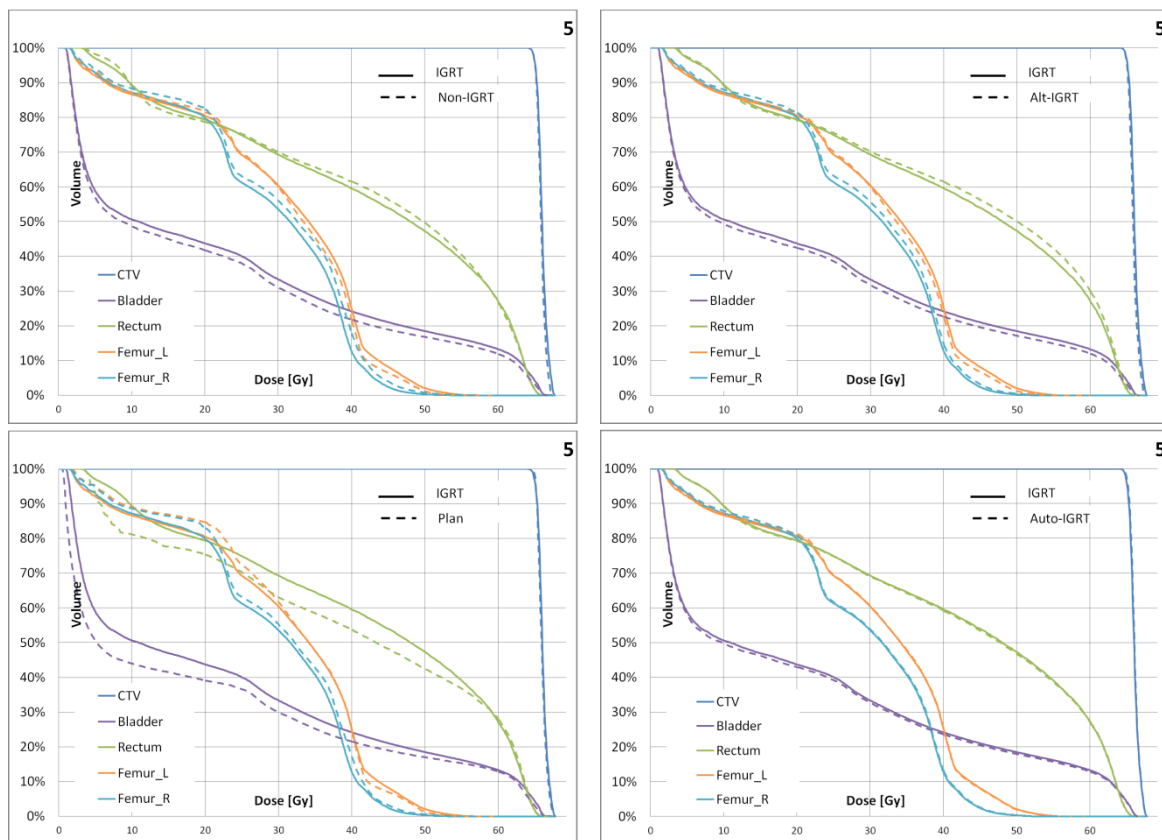 5
100%
90%
80%
70%
60%
50%
40%
30%
20%
10%
0%
Volume
IGRT
Non-IGRT
CTV
Bladder
Rectum
Femur_L
Femur_R
Dose [Gy]
0 10 20 30 40 50 60
5
100%
90%
80%
70%
60%
50%
40%
30%
20%
10%
0%
Volume
IGRT
Alt-IGRT
CTV
Bladder
Rectum
Femur_L
Femur_R
Dose [Gy]
0 10 20 30 40 50 60
5
100%
90%
80%
70%
60%
50%
40%
30%
20%
10%
0%
Volume
IGRT
Plan
CTV
Bladder
Rectum
Femur_L
Femur_R
Dose [Gy]
0 10 20 30 40 50 60
5
100%
90%
80%
70%
60%
50%
40%
30%
20%
10%
0%
Volume
IGRT
Auto-IGRT
CTV
Bladder
Rectum
Femur_L
Femur_R
Dose [Gy]
0 10 20 30 40 50 60